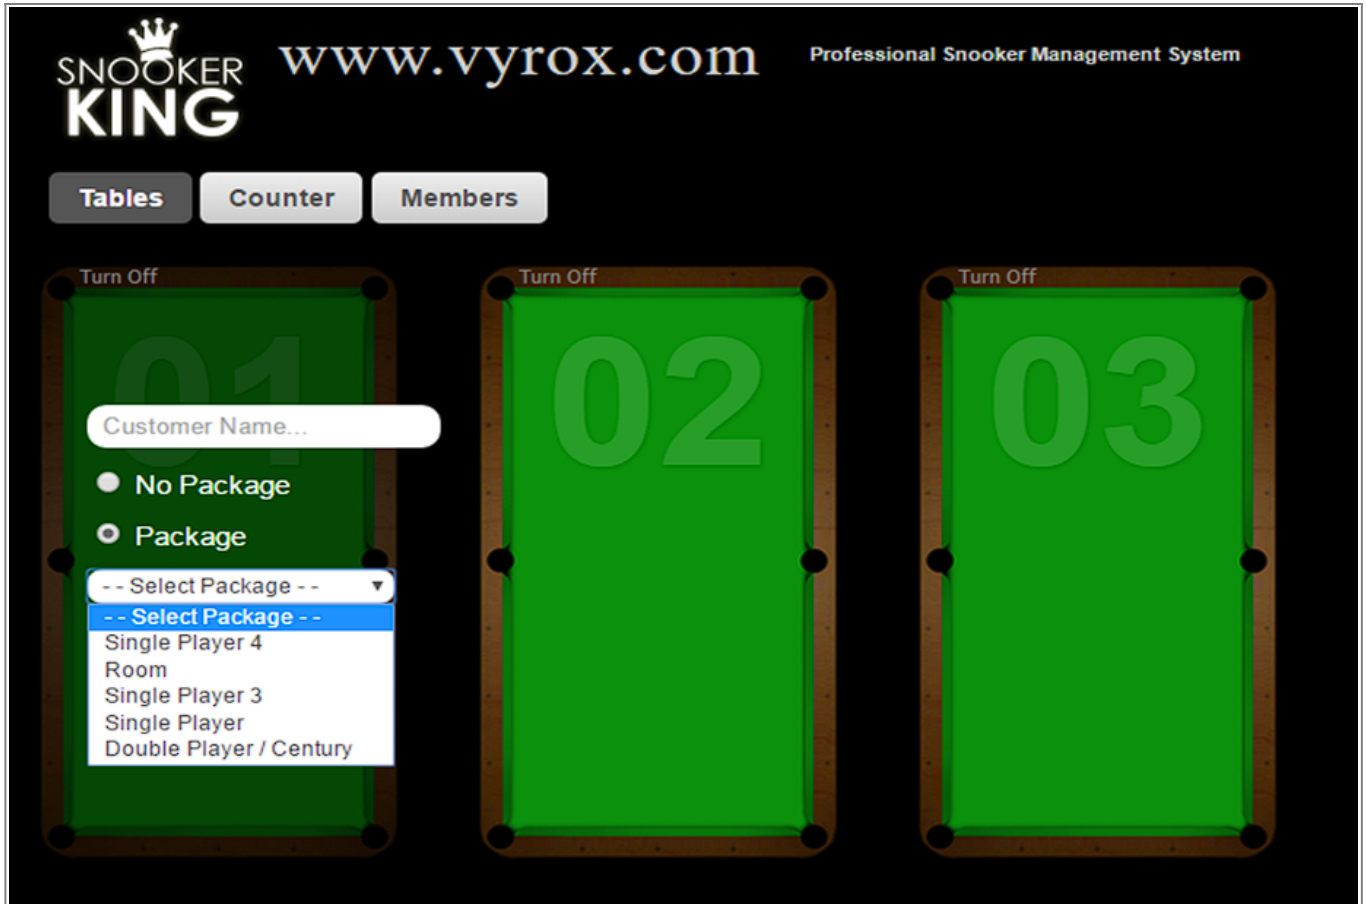 SNOOKER
KING
www.vyrox.com
Professional Snooker Management System
Tables
Counter
Members
Turn Off
01
Customer Name...
No Package
Package
- - Select Package - -
- - Select Package - -
Single Player 4
Room
Single Player 3
Single Player
Double Player / Century
Turn Off
02
Turn Off
03